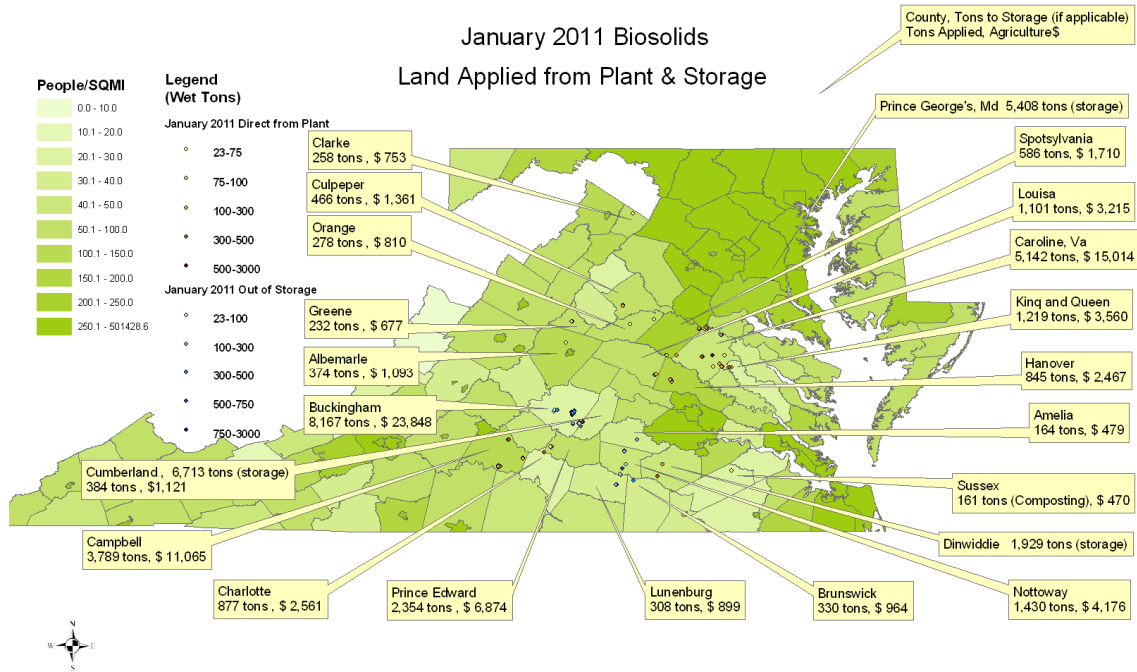 January 2011 Biosolids
Land Applied from Plant & Storage
County, Tons to Storage (if applicable)
Tons Applied, Agriculture$
People/SQMI
0.0 - 10.0
10.1 - 20.0
20.1 - 30.0
30.1 - 40.0
40.1 - 50.0
50.1 - 100.0
100.1 - 150.0
150.1 - 200.0
200.1 - 250.0
250.1 - 501428.6
Legend
(Wet Tons)
January 2011 Direct from Plant
23-75
75-100
100-300
300-500
500-3000
January 2011 Out of Storage
23-100
100-300
300-500
500-750
750-3000
Clarke
258 tons, $ 753
Culpeper
466 tons, $ 1,361
Orange
278 tons, $ 810
Greene
232 tons, $ 677
Albemarle
374 tons, $ 1,093
Buckingham
8,167 tons, $ 23,848
Cumberland , 6,713 tons (storage)
384 tons, $1,121
Campbell
3,789 tons, $ 11,065
Charlotte
877 tons, $ 2,561
Prince Edward
2,354 tons, $ 6,874
Lunenburg
308 tons, $ 899
Brunswick
330 tons, $ 964
Nottoway
1,430 tons, $ 4,176
Dinwiddie 1,929 tons (storage)
Sussex
161 tons (Composting), $ 470
Amelia
164 tons, $ 479
Hanover
845 tons, $ 2,467
King and Queen
1,219 tons, $ 3,560
Caroline, Va
5,142 tons, $ 15,014
Louisa
1,101 tons, $ 3,215
Spotsylvania
586 tons, $ 1,710
Prince George's, Md 5,408 tons (storage)
N
W
E
S